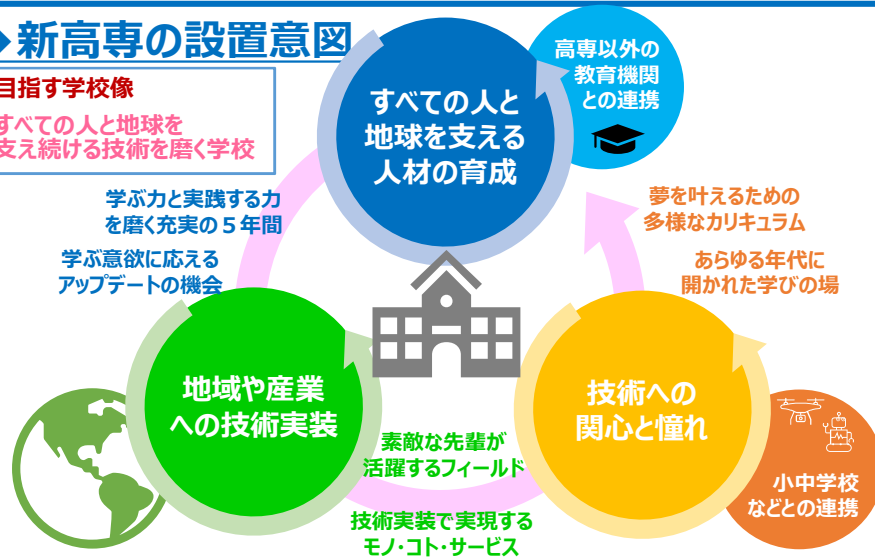 新高専の設置意図
目指す学校像
すべての人と地球を
支え続ける技術を磨く学校
すべての人と
地球を支える
人材の育成
高専以外の
教育機関
との連携
学ぶ力と実践する力
を磨く充実の５年間
学ぶ意欲に応える
アップデートの機会
夢を叶えるための
多様なカリキュラム
あらゆる年代に
開かれた学びの場
地域や産業
への技術実装
技術への
関心と憧れ
素敵な先輩が
活躍するフィールド
技術実装で実現する
モノ・コト・サービス
小中学校
などとの連携